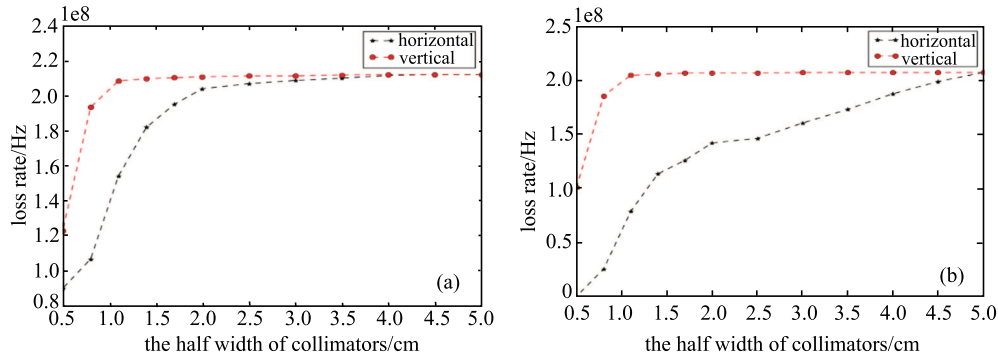 1e8
2.4
2.2
2.0
1.8
1.6
1.4
1.2
1.0
0.8
loss rate/Hz
horizontal
vertical
(a)
0.5 1.0 1.5 2.0 2.5 3.0 3.5 4.0 4.5 5.0
the half width of collimators/cm
1e8
2.5
2.0
1.5
1.0
0.5
0
loss rate/Hz
horizontal
vertical
(b)
0.5 1.0 1.5 2.0 2.5 3.0 3.5 4.0 4.5 5.0
the half width of collimators/cm